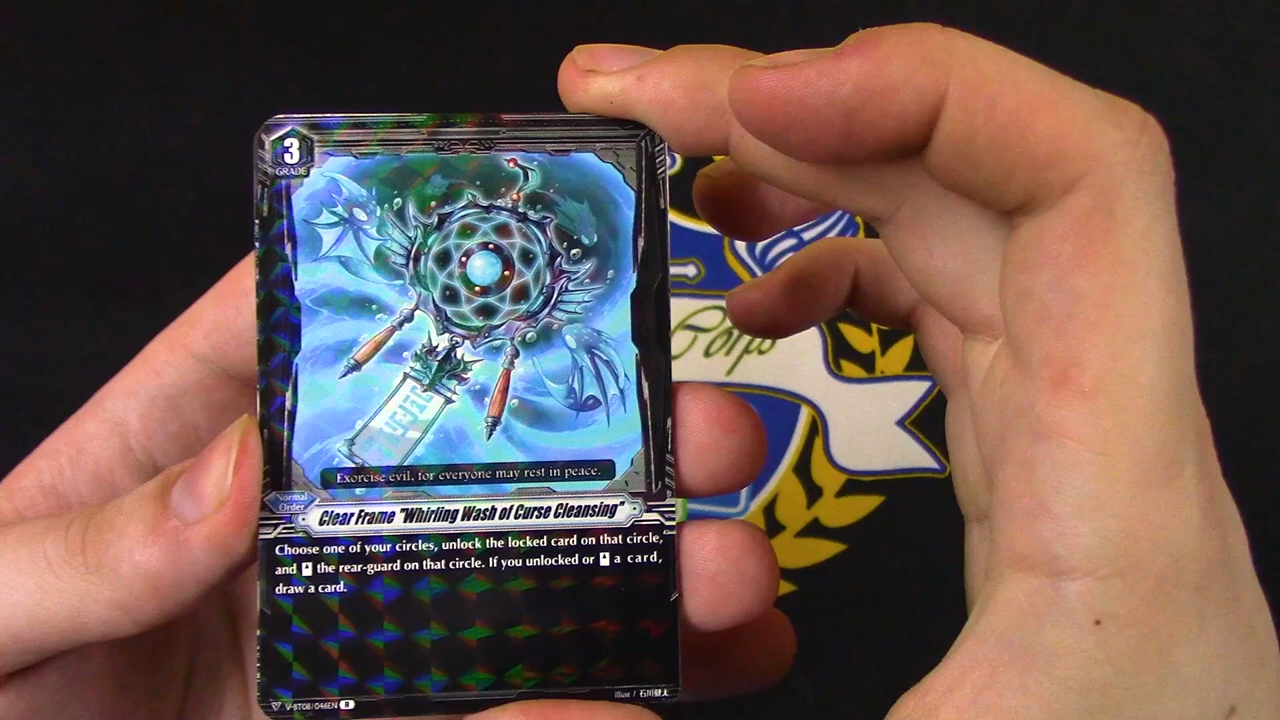 3
GRADE
Corps
Exorcise evil, for everyone may rest in peace.
Normal
Order
Clear Frame "Whirling Wash of Curse Cleansing"
Choose one of your circles, unlock the locked card on that circle,
and the rear-guard on that circle. If you unlocked or a card,
draw a card.
illust / 石川健太
V-BT08/046EN R